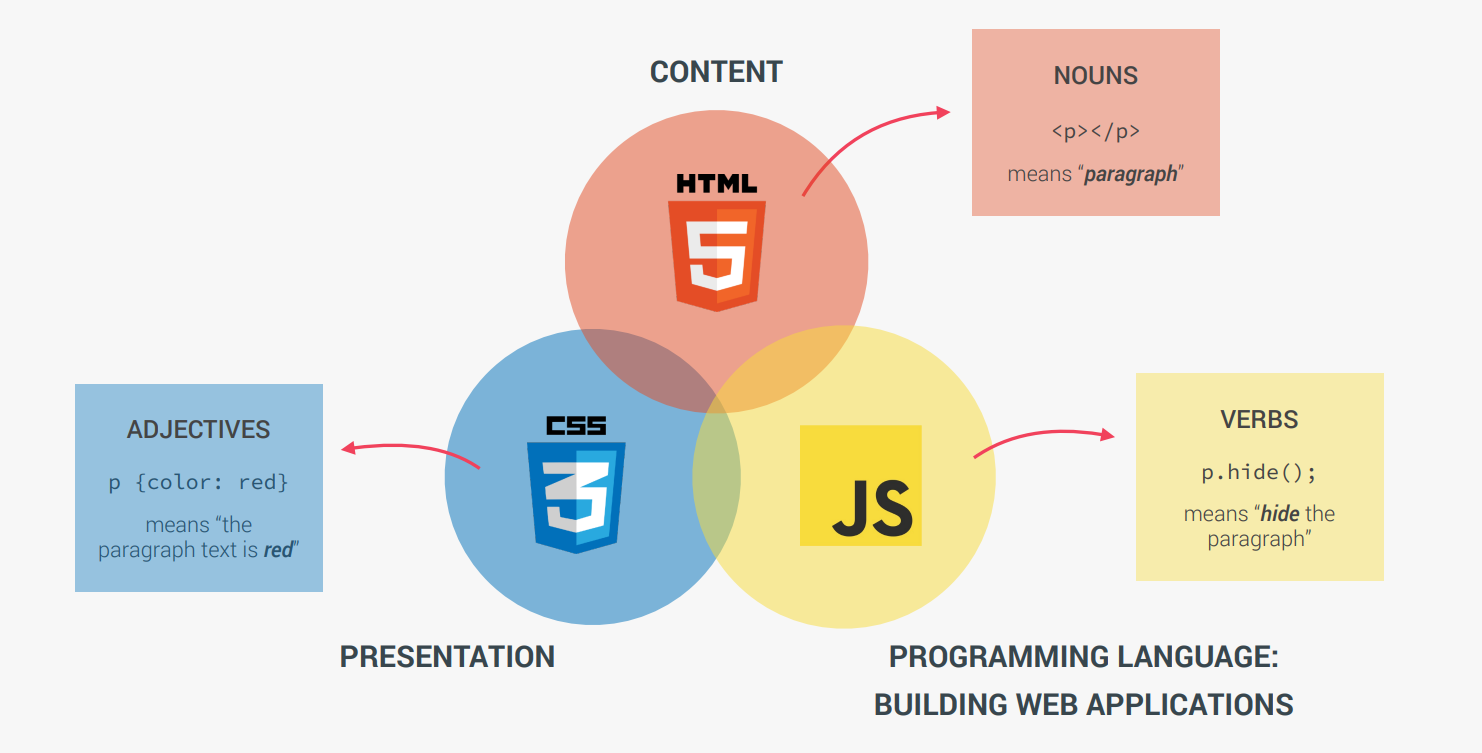 CONTENT
HTML
5
NOUNS
<p></p>
means “paragraph”
ADJECTIVES
p {color: red}
means “the
paragraph text is red”
CSS
3
JS
VERBS
p.hide();
means “hide the
paragraph”
PRESENTATION
PROGRAMMING LANGUAGE:
BUILDING WEB APPLICATIONS